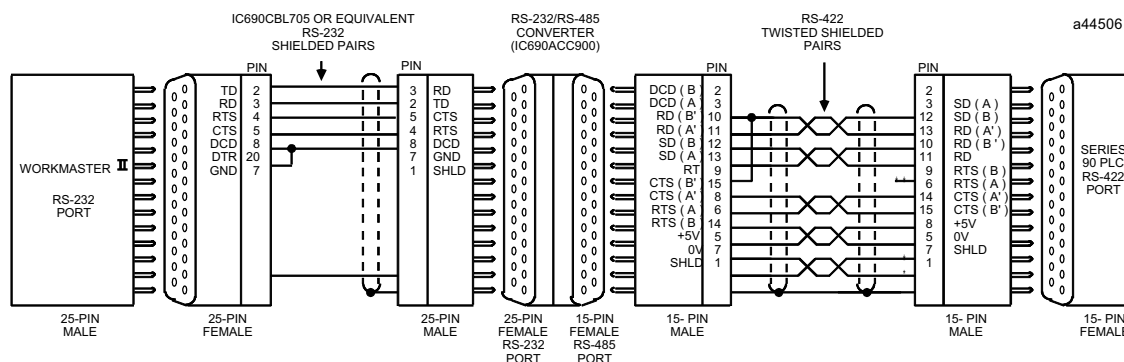 IC690CBL705 OR EQUIVALENT
RS-232
SHIELDED PAIRS
RS-232/RS-485
CONVERTER
(IC690ACC900)
RS-422
TWISTED SHIELDED
PAIRS
a44506
WORKMASTER II
RS-232
PORT
PIN
TD 2
RD 3
RTS 4
CTS 5
DCD 8
DTR 20
GND 7
PIN
3 RD
2 TD
5 CTS
4 RTS
8 DCD
7 GND
1 SHLD
PIN
DCD ( B ) 2
DCD ( A ) 3
RD ( B' ) 10
RD ( A' ) 11
SD ( B ) 12
SD ( A ) 13
RT 9
CTS ( B' ) 15
CTS ( A' ) 8
RTS ( A ) 6
RTS ( B ) 14
+5V 5
0V 7
SHLD 1
PIN
2
3 SD ( A )
12 SD ( B )
13 RD ( A' )
10 RD ( B' )
11 RD
9 RTS ( B )
6 RTS ( A )
14 CTS ( A' )
15 CTS ( B' )
8 +5V
5 0V
7 SHLD
1
SERIES
90 PLC
RS-422
PORT
25-PIN
MALE
25-PIN
FEMALE
25-PIN
MALE
25-PIN
FEMALE
RS-232
PORT
15-PIN
FEMALE
RS-485
PORT
15- PIN
MALE
15- PIN
MALE
15- PIN
FEMALE